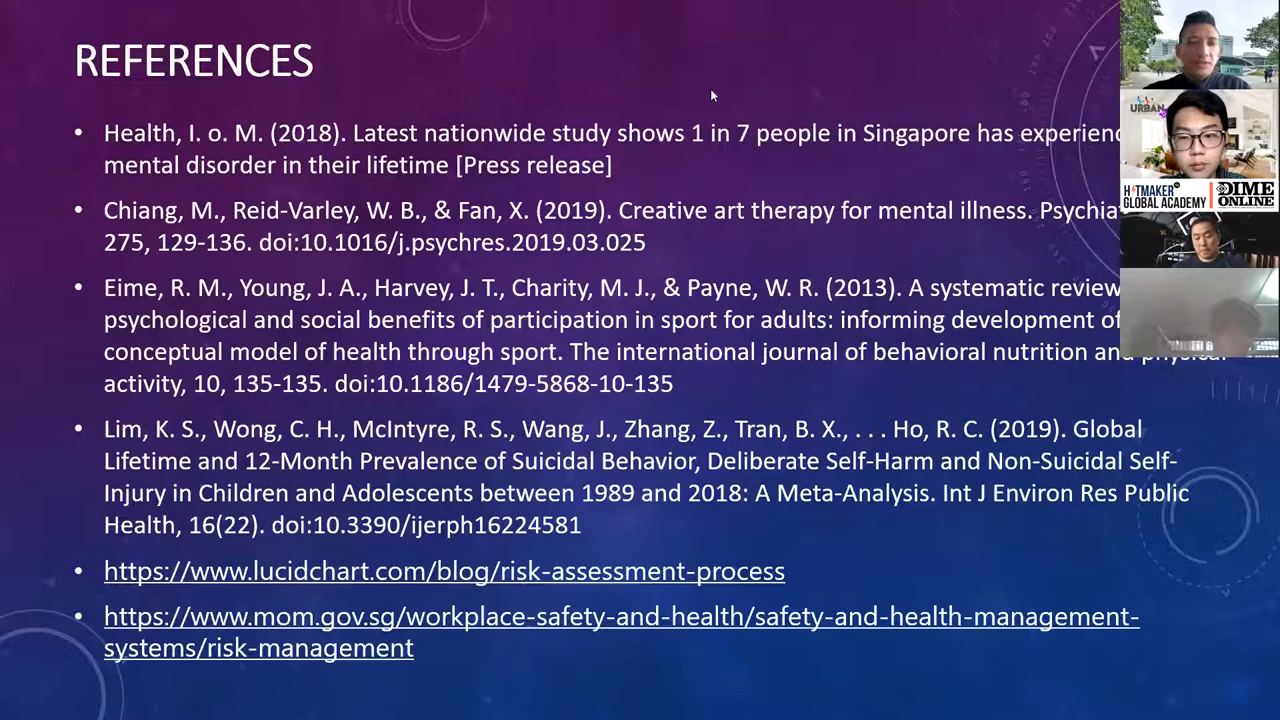 REFERENCES
• Health, I. o. M. (2018). Latest nationwide study shows 1 in 7 people in Singapore has
mental disorder in their lifetime [Press release]
• Chiang, M., Reid-Varley, W. B., & Fan, X. (2019). Creative art therapy for mental illness.
275, 129-136. doi:10.1016/j.psychres.2019.03.025
• Eime, R. M., Young, J. A., Harvey, J. T., Charity, M. J., & Payne, W. R. (2013). A systematic review
psychological and social benefits of participation in sport for adults: informing development of
conceptual model of health through sport. The international journal of behavioral nutrition and physical
activity, 10, 135-135. doi:10.1186/1479-5868-10-135
• Lim, K. S., Wong, C. H., McIntyre, R. S., Wang, J., Zhang, Z., Tran, B. X., . . . Ho, R. C. (2019). Global
Lifetime and 12-Month Prevalence of Suicidal Behavior, Deliberate Self-Harm and Non-Suicidal Self-
Injury in Children and Adolescents between 1989 and 2018: A Meta-Analysis. Int J Environ Res Public
Health, 16(22). doi:10.3390/ijerph16224581
• https://www.lucidchart.com/blog/risk-assessment-process
• https://www.mom.gov.sg/workplace-safety-and-health/safety-and-health-management-
systems/risk-management
URBAN
HITMAKER
GLOBAL ACADEMY
DIME
ONLINE